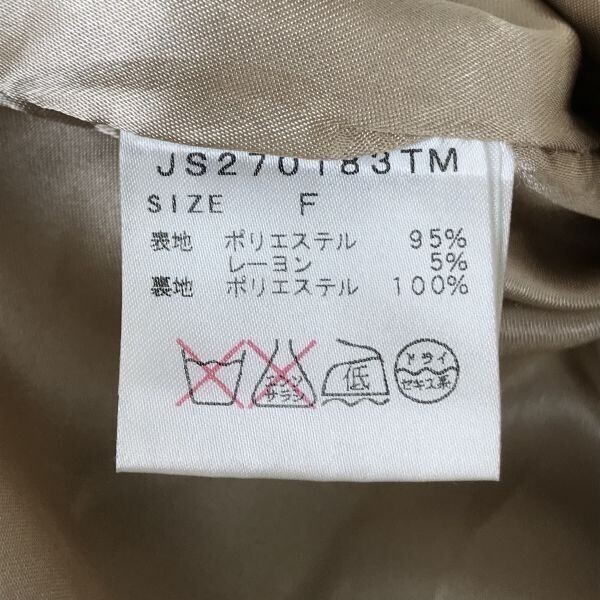 JS270183TM
SIZE F
表地 ポリエステル 95%
レーヨン 5%
裏地 ポリエステル 100%
エンソ サラシ 低 ドライ セキユ系